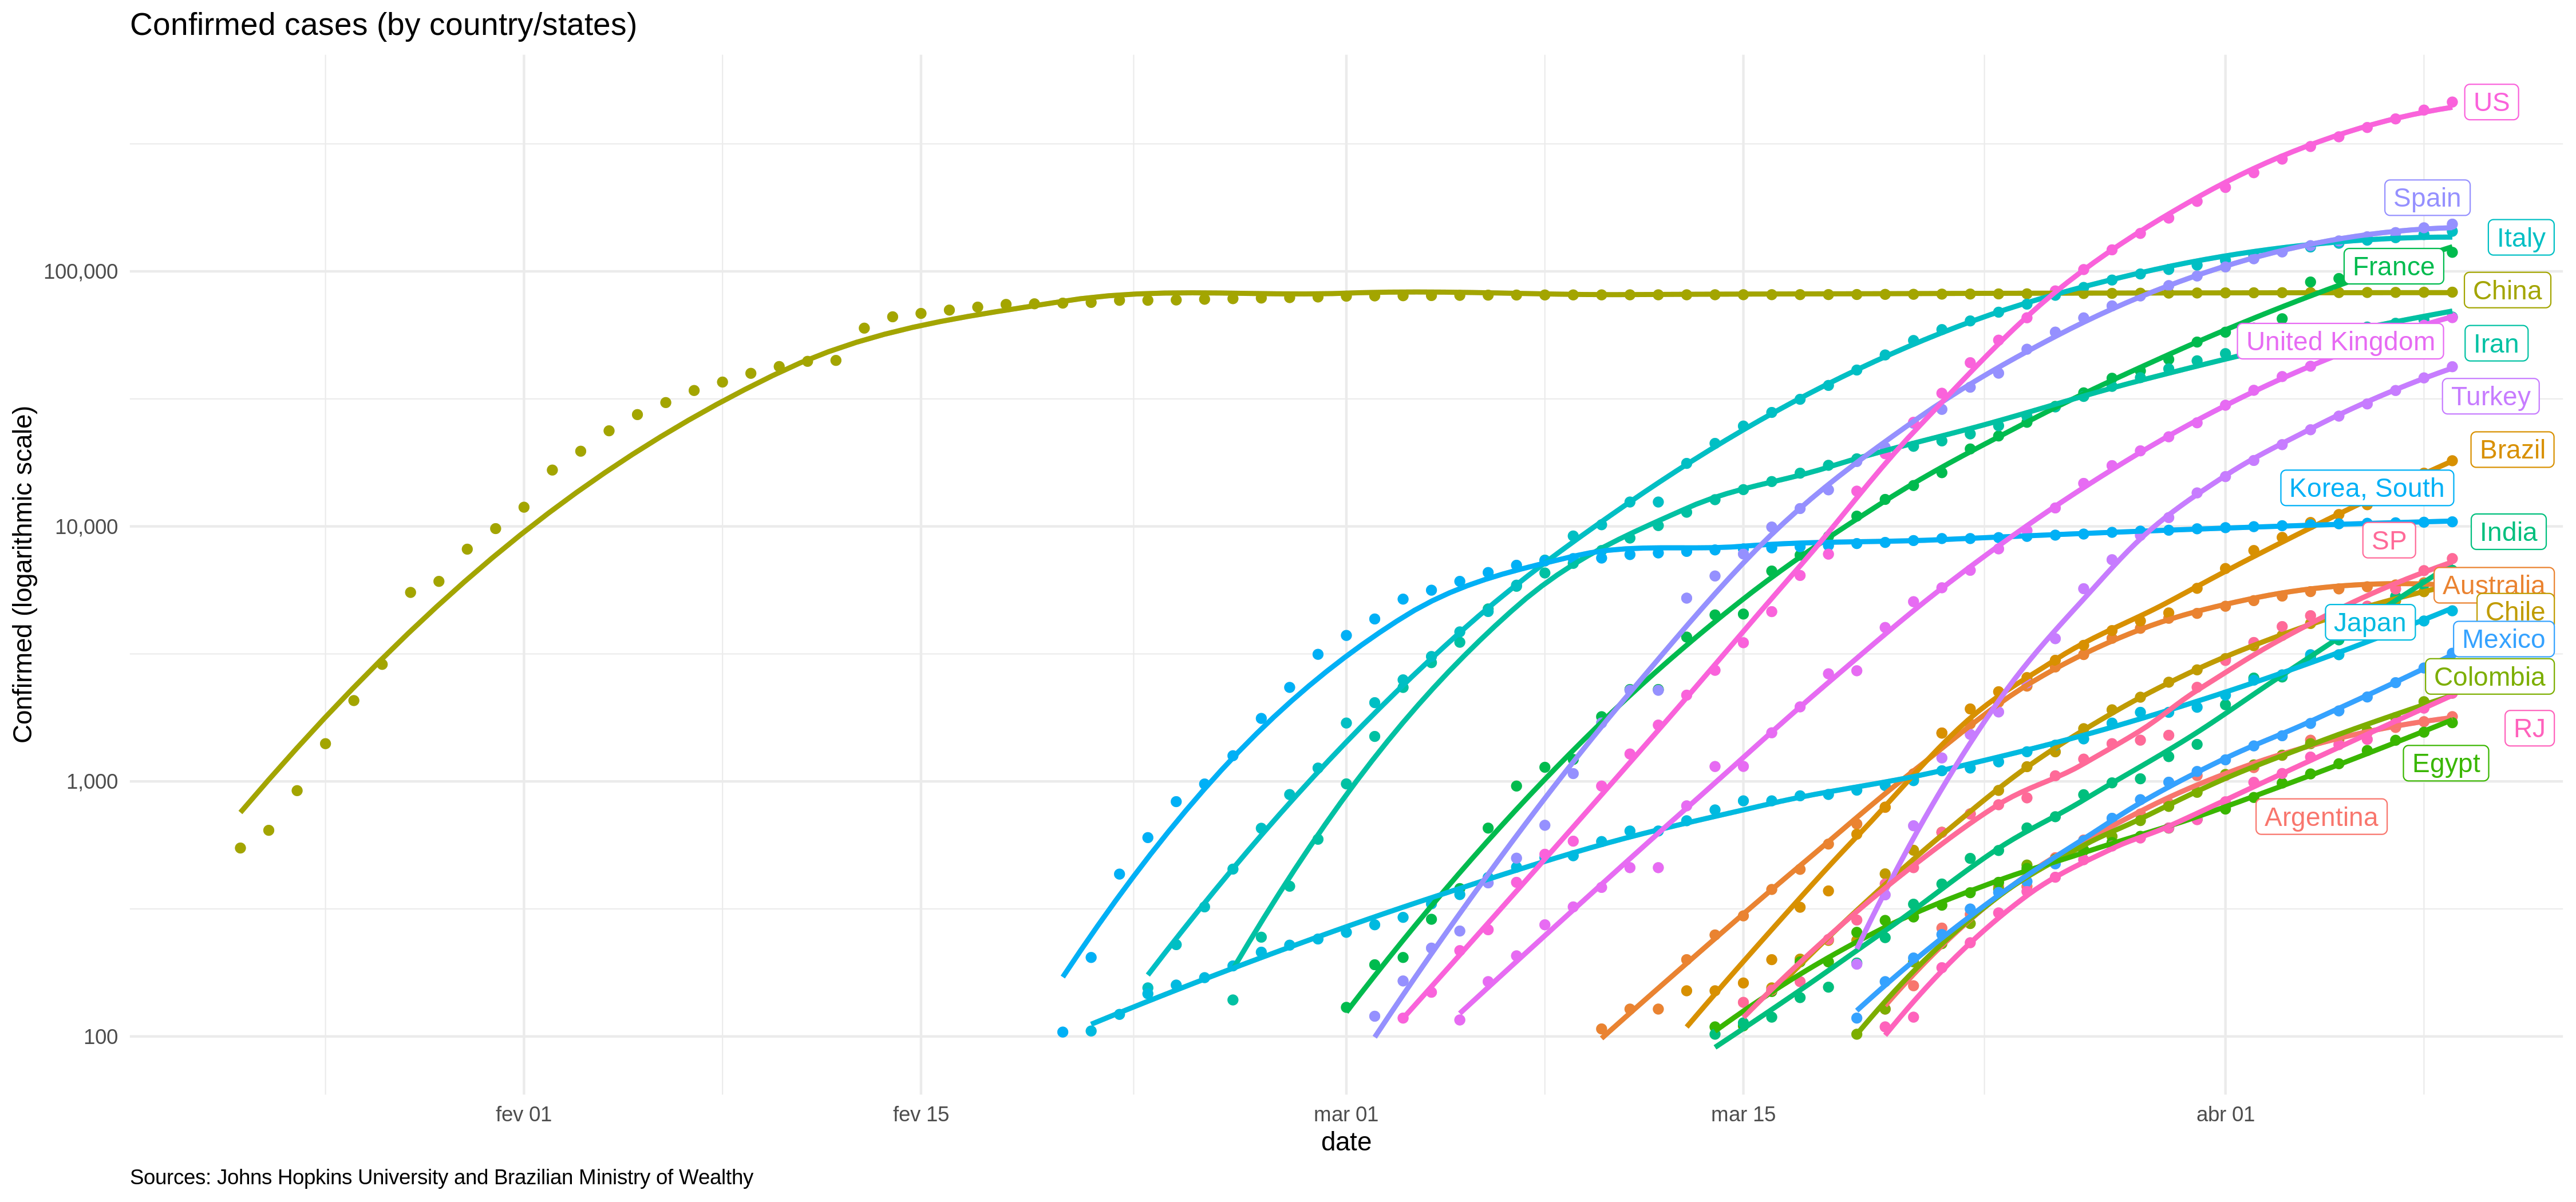 Confirmed cases (by country/states)
US
Spain
Italy
France
China
United Kingdom
Iran
Turkey
Brazil
Korea, South
India
SP
Australia
Chile
Japan
Mexico
Colombia
RJ
Egypt
Argentina
Confirmed (logarithmic scale)
100,000
10,000
1,000
100
fev 01
fev 15
mar 01
mar 15
abr 01
date
Sources: Johns Hopkins University and Brazilian Ministry of Wealthy